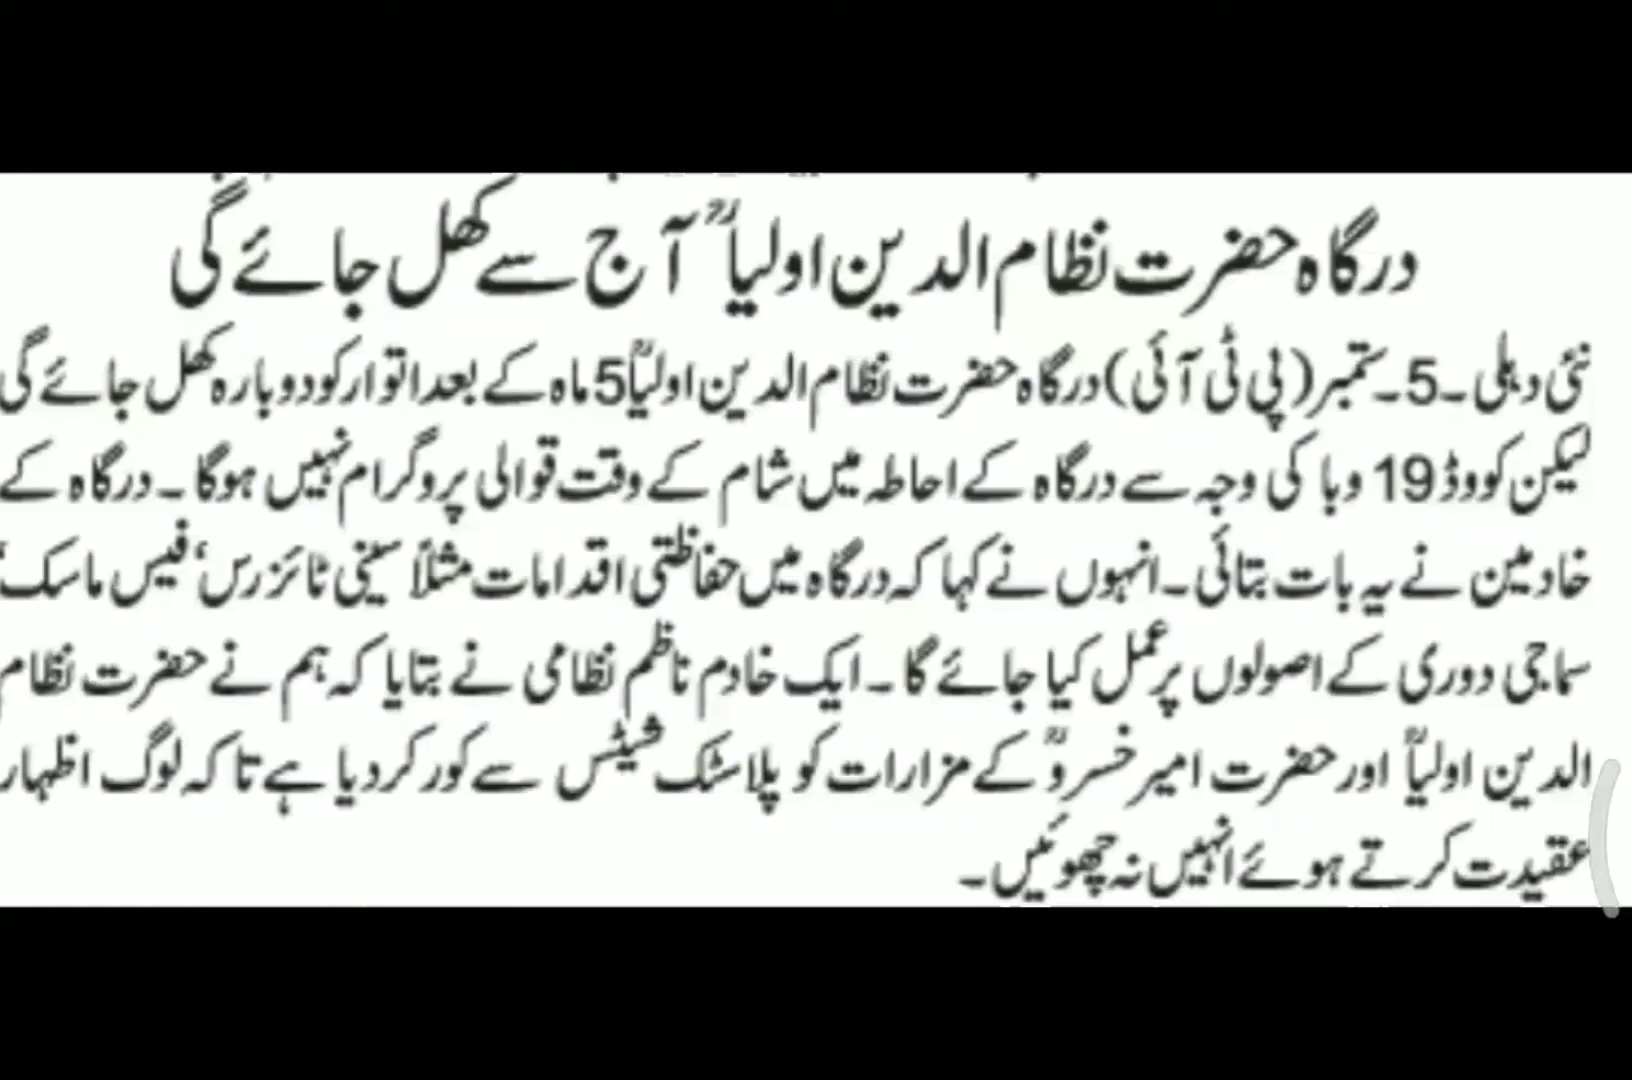 درگاہ حضرت نظام الدین اولیاؒ آج سے کھل جائے گی
نئی دہلی۔5۔ستمبر(پی ٹی آئی)درگاہ حضرت نظام الدین اولیاؒ5ماہ کے بعد اتوار کو دوبارہ کھل جائے گی
لیکن کووڈ19 وبا کی وجہ سے درگاہ کے احاطہ میں شام کے وقت قوالی پروگرام نہیں ہوگا۔درگاہ کے
خادمین نے یہ بات بتائی۔انہوں نے کہا کہ درگاہ میں حفاظتی اقدامات مثلاً سینی ٹائزرس‘ فیس ماسک‘
سماجی دوری کے اصولوں پر عمل کیا جائے گا۔ایک خادم ناظم نظامی نے بتایا کہ ہم نے حضرت نظام
الدین اولیاؒ اور حضرت امیر خسروؒ کے مزارات کو پلاسٹک شیٹس سے کور کردیا ہے تاکہ لوگ اظہار
عقیدت کرتے ہوئے انہیں نہ چھوئیں۔